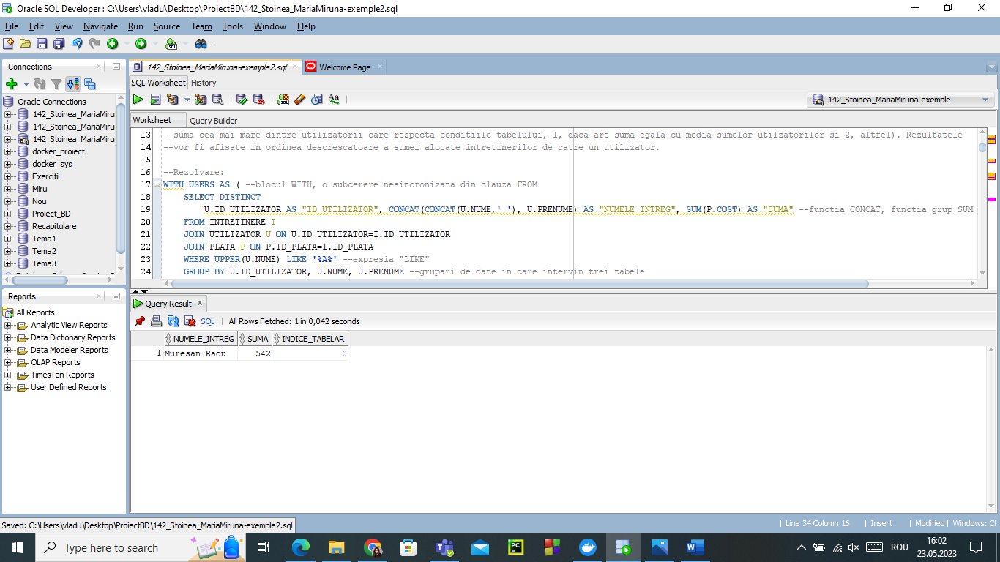 Oracle SQL Developer : C:\Users\vladu\Desktop\ProiectBD\142_Stoinea_MariaMiruna-exemple2.sql
File Edit View Navigate Run Source Team Tools Window Help
Connections
Oracle Connections
142_Stoinea_MariaMiru
142_Stoinea_MariaMiru
142_Stoinea_MariaMiru
docker_proiect
docker_sys
Exercitii
Miru
Nou
Proiect_BD
Recapitulare
Tema1
Tema2
Tema3
Reports
All Reports
Analytic View Reports
Data Dictionary Reports
Data Modeler Reports
OLAP Reports
TimesTen Reports
User Defined Reports
142_Stoinea_MariaMiruna-exemple2.sql Welcome Page
SQL Worksheet History
142_Stoinea_MariaMiruna-exemple
Worksheet Query Builder
13 --suma cea mai mare dintre utilizatorii care respecta conditiile tabelului, 1, daca are suma egala cu media sumelor utilzatorilor si 2, altfel). Rezultatele
14 --vor fi afisate in ordinea descrescatoare a sumei alocate intretinerilor de catre un utilizator.
15
16 --Rezolvare:
17 WITH USERS AS ( --blocul WITH, o subcerere nesincronizata din clauza FROM
18 SELECT DISTINCT
19 U.ID_UTILIZATOR AS "ID_UTILIZATOR", CONCAT(CONCAT(U.NUME,' '), U.PRENUME) AS "NUMELE_INTREG", SUM(P.COST) AS "SUMA" --functia CONCAT, functia grup SUM
20 FROM INTRETINERE I
21 JOIN UTILIZATOR U ON U.ID_UTILIZATOR=I.ID_UTILIZATOR
22 JOIN PLATA P ON P.ID_PLATA=I.ID_PLATA
23 WHERE UPPER(U.NUME) LIKE '%A%' --expresia "LIKE"
24 GROUP BY U.ID_UTILIZATOR, U.NUME, U.PRENUME --grupari de date in care intervin trei tabele
Query Result
SQL All Rows Fetched: 1 in 0,042 seconds
NUMELE_INTREG SUMA INDICE_TABELAR
1 Muresan Radu 542 0
Saved: C:\Users\vladu\Desktop\ProiectBD\142_Stoinea_MariaMiruna-exemple2.sql
Line 34 Column 16 Insert Modified Windows:
Type here to search
ROU
16:02
23.05.2023